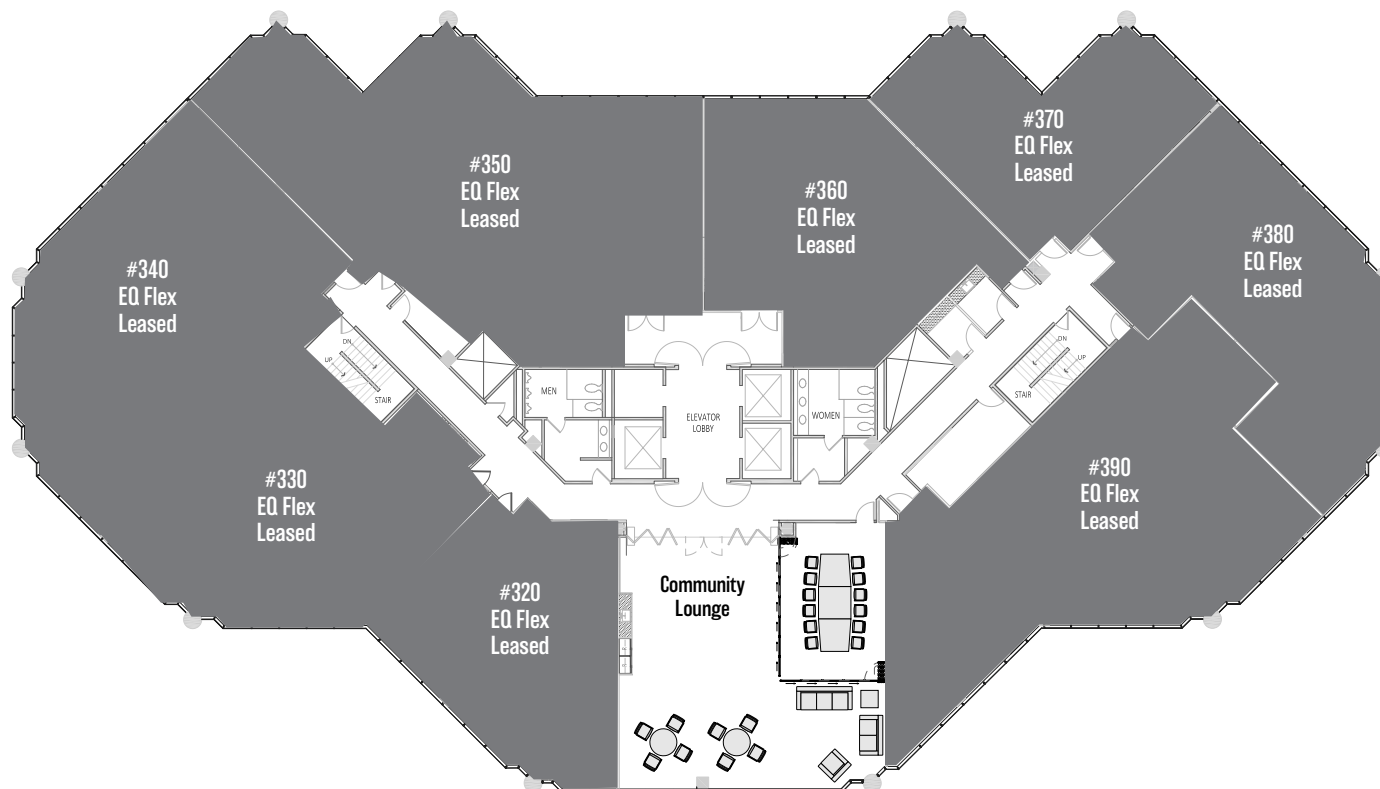 #350
EQ Flex
Leased
#360
EQ Flex
Leased
#370
EQ Flex
Leased
#340
EQ Flex
Leased
#380
EQ Flex
Leased
DN
UP
STAIR
MEN
ELEVATOR
LOBBY
WOMEN
DN
UP
STAIR
#330
EQ Flex
Leased
#390
EQ Flex
Leased
#320
EQ Flex
Leased
Community
Lounge